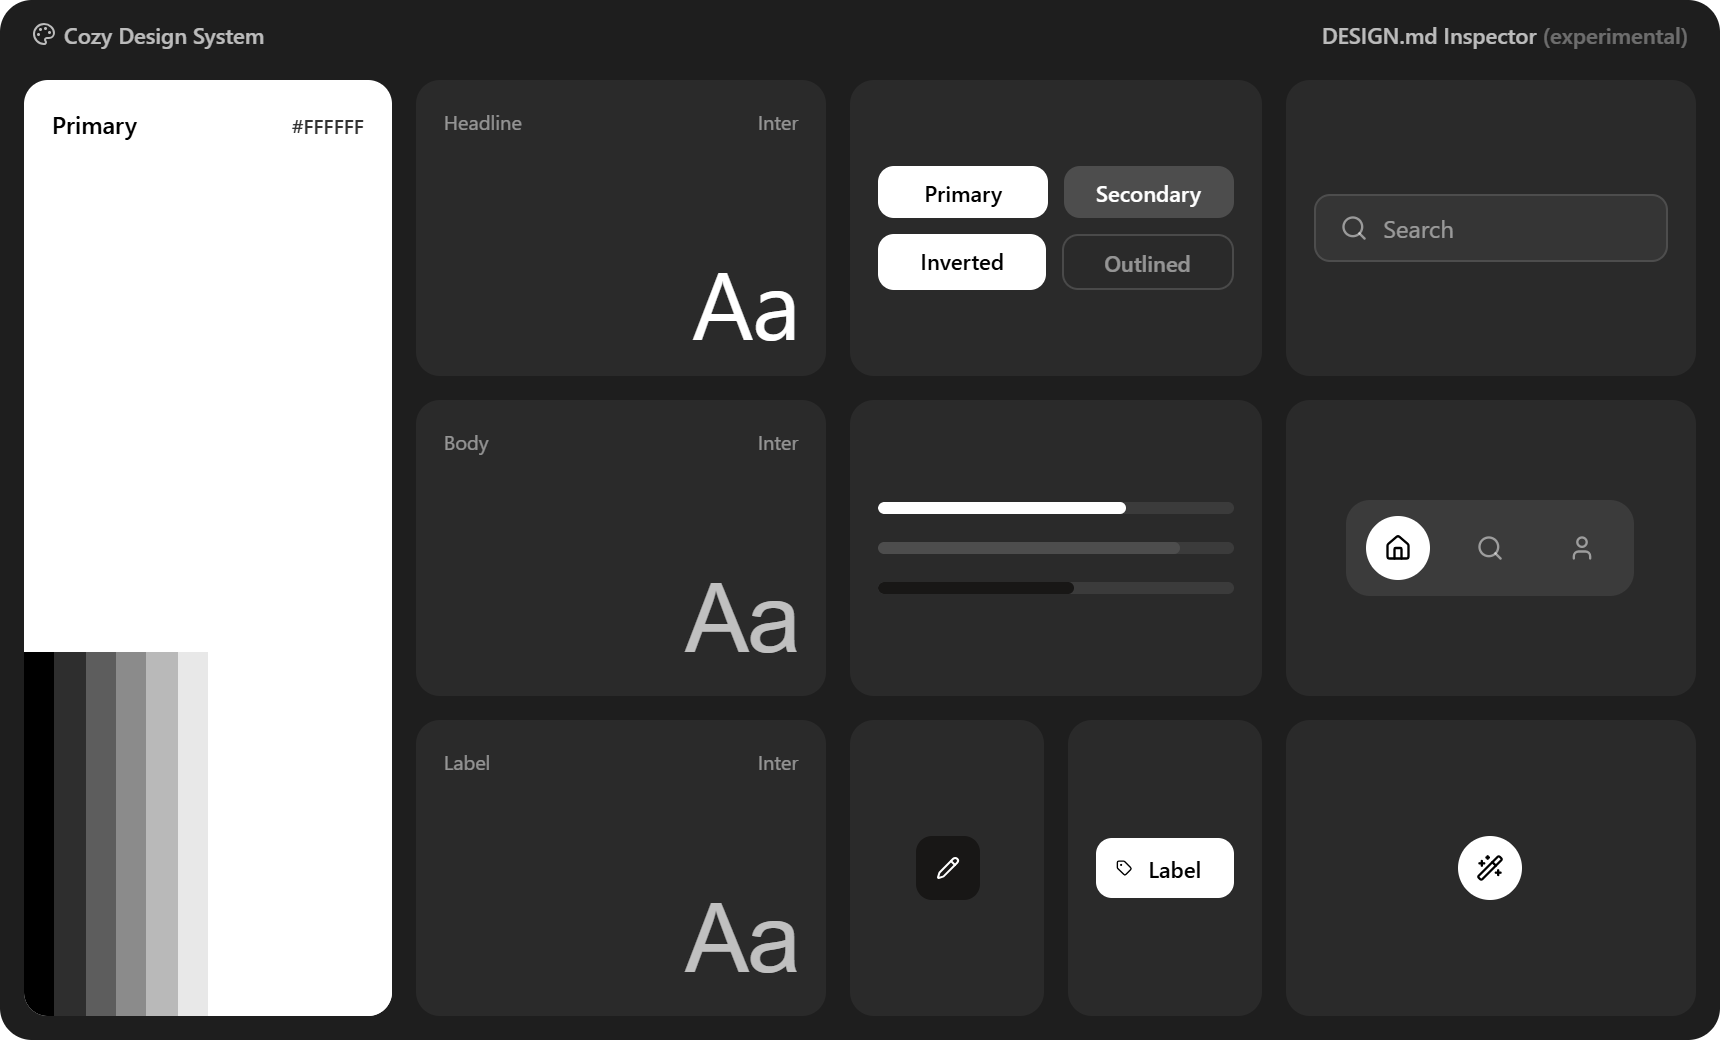 Cozy Design System
DESIGN.md Inspector (experimental)
Primary
#FFFFFF
Headline
Inter
Aa
Primary
Secondary
Inverted
Outlined
Search
Body
Inter
Aa
Label
Inter
Aa
Label